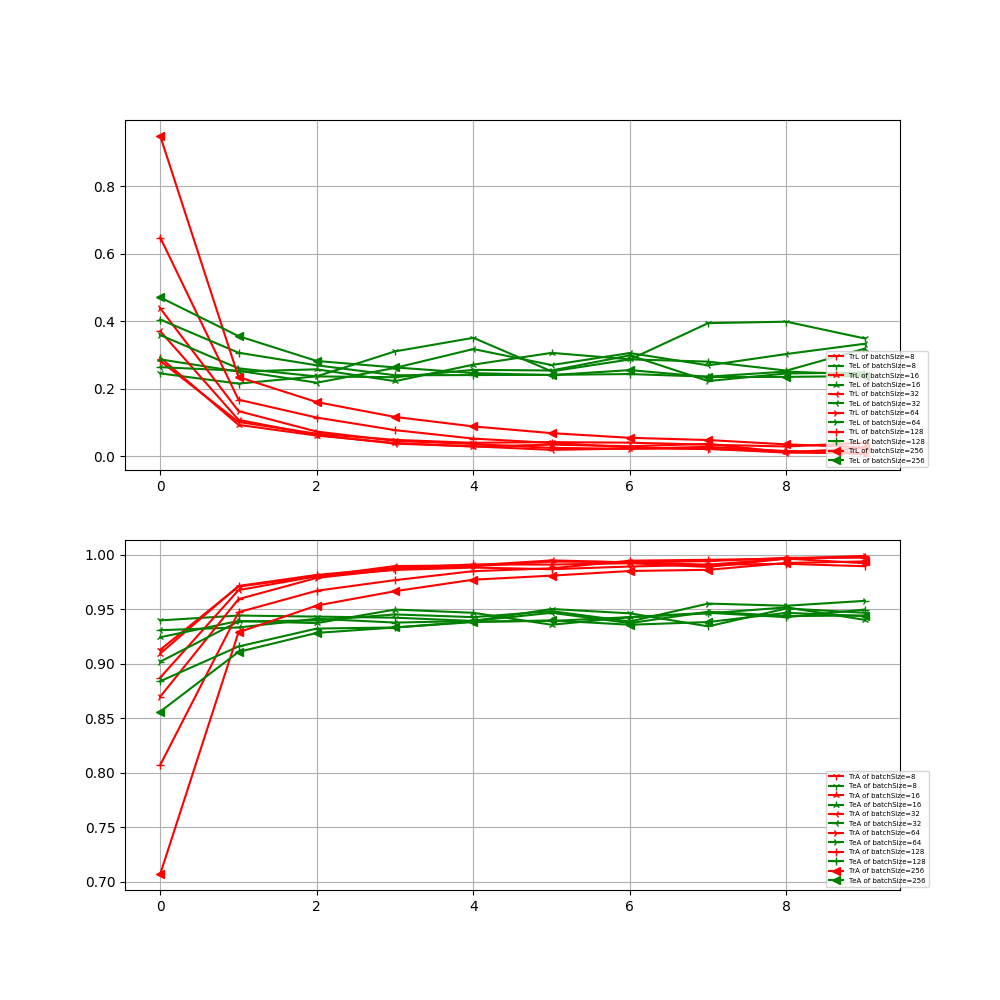 0.8
0.6
0.4
0.2
0.0
0 2 4 6 8
TrL of batchSize=8
TeL of batchSize=8
TrL of batchSize=16
TeL of batchSize=16
TrL of batchSize=32
TeL of batchSize=32
TrL of batchSize=64
TeL of batchSize=64
TrL of batchSize=128
TeL of batchSize=128
TrL of batchSize=256
TeL of batchSize=256
1.00
0.95
0.90
0.85
0.80
0.75
0.70
0 2 4 6 8
TrA of batchSize=8
TeA of batchSize=8
TrA of batchSize=16
TeA of batchSize=16
TrA of batchSize=32
TeA of batchSize=32
TrA of batchSize=64
TeA of batchSize=64
TrA of batchSize=128
TeA of batchSize=128
TrA of batchSize=256
TeA of batchSize=256